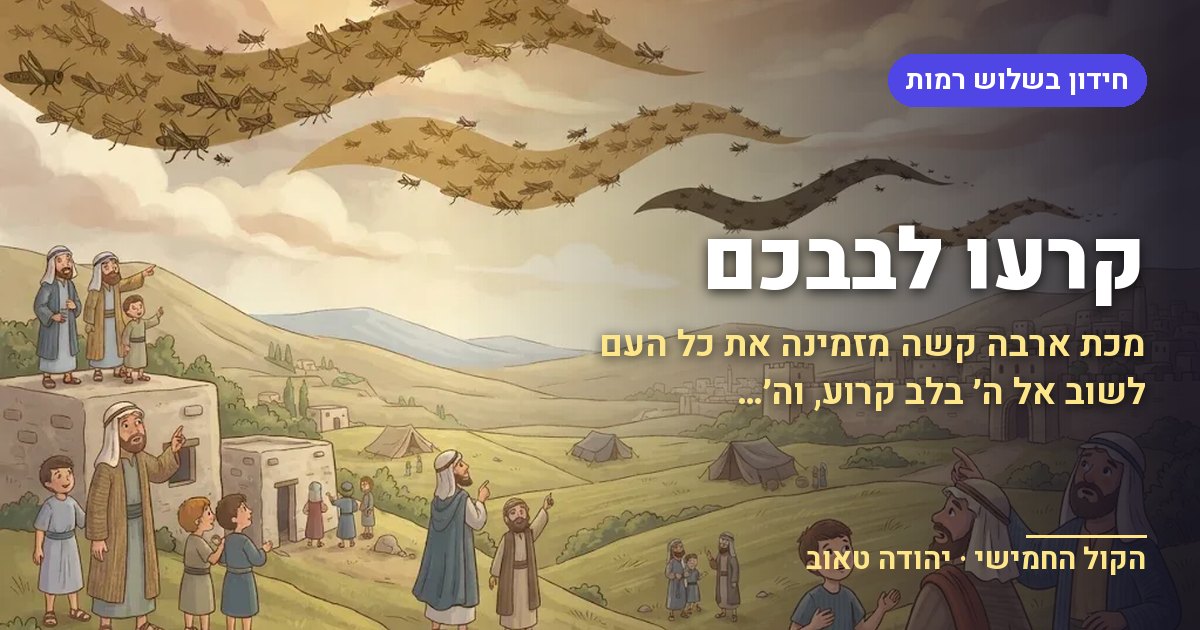 חידון בשלוש רמות
קרעו לבבכם
מכת ארבה קשה מזמינה את כל העם
לשוב אל ה׳ בלב קרוע, וה׳...
הקול החמישי · יהודה טאוב